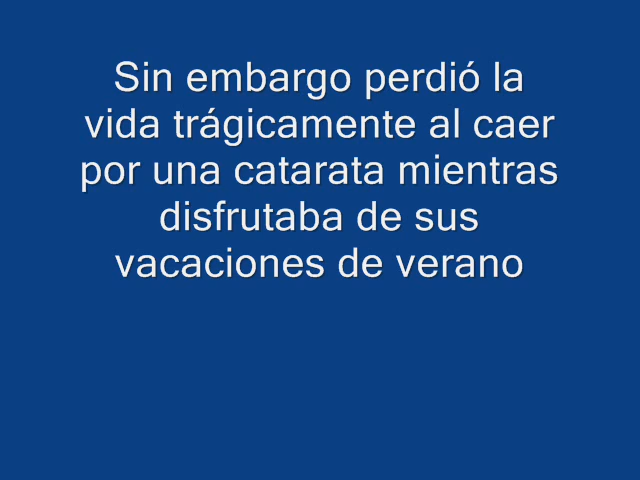 Sin embargo perdió la
vida trágicamente al caer
por una catarata mientras
disfrutaba de sus
vacaciones de verano